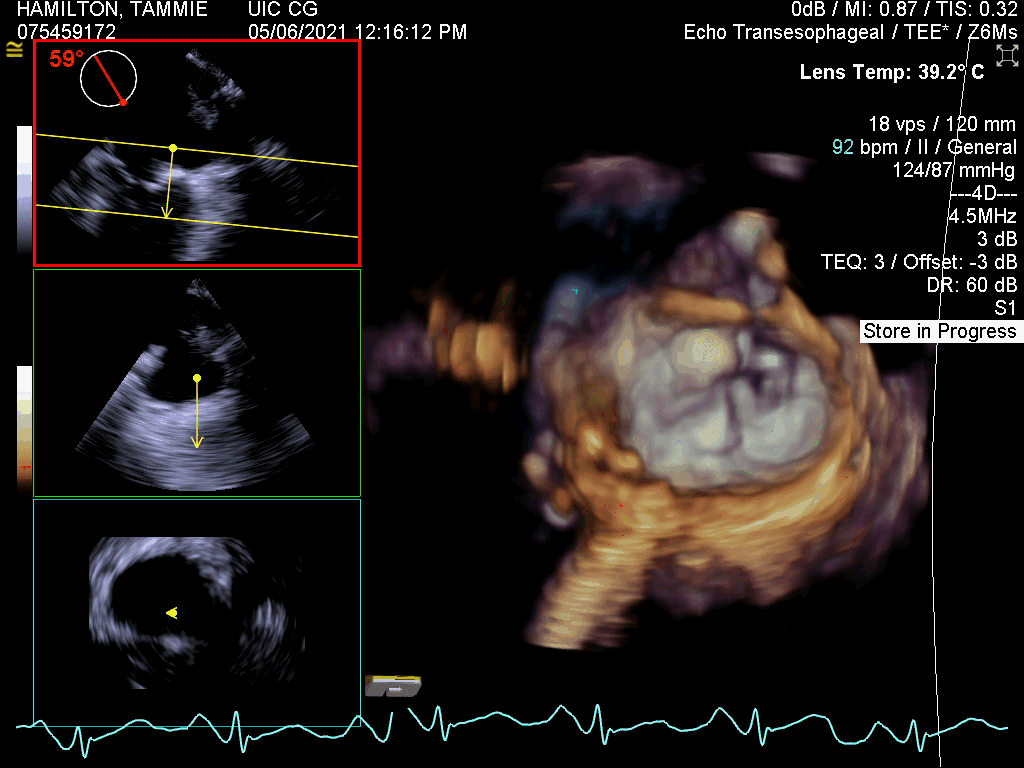 HAMILTON, TAMMIE UIC CG 0dB / MI: 0.87 / TIS: 0.32
075459172 05/06/2021 12:16:12 PM Echo Transesophageal / TEE* / Z6Ms
59°
Lens Temp: 39.2° C
18 vps / 120 mm
92 bpm / II / General
124/87 mmHg
---4D---
4.5MHz
3 dB
TEQ: 3 / Offset: -3 dB
DR: 60 dB
S1
Store in Progress